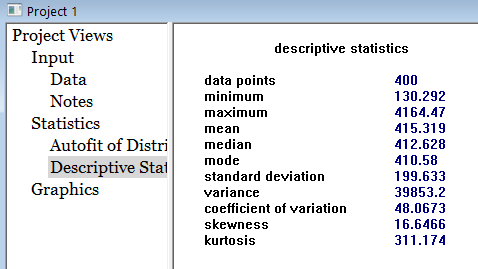 Project 1
Project Views
Input
Data
Notes
Statistics
Autofit of Distri
Descriptive Stat
Graphics
descriptive statistics
data points 400
minimum 130.292
maximum 4164.47
mean 415.319
median 412.628
mode 410.58
standard deviation 199.633
variance 39853.2
coefficient of variation 48.0673
skewness 16.6466
kurtosis 311.174